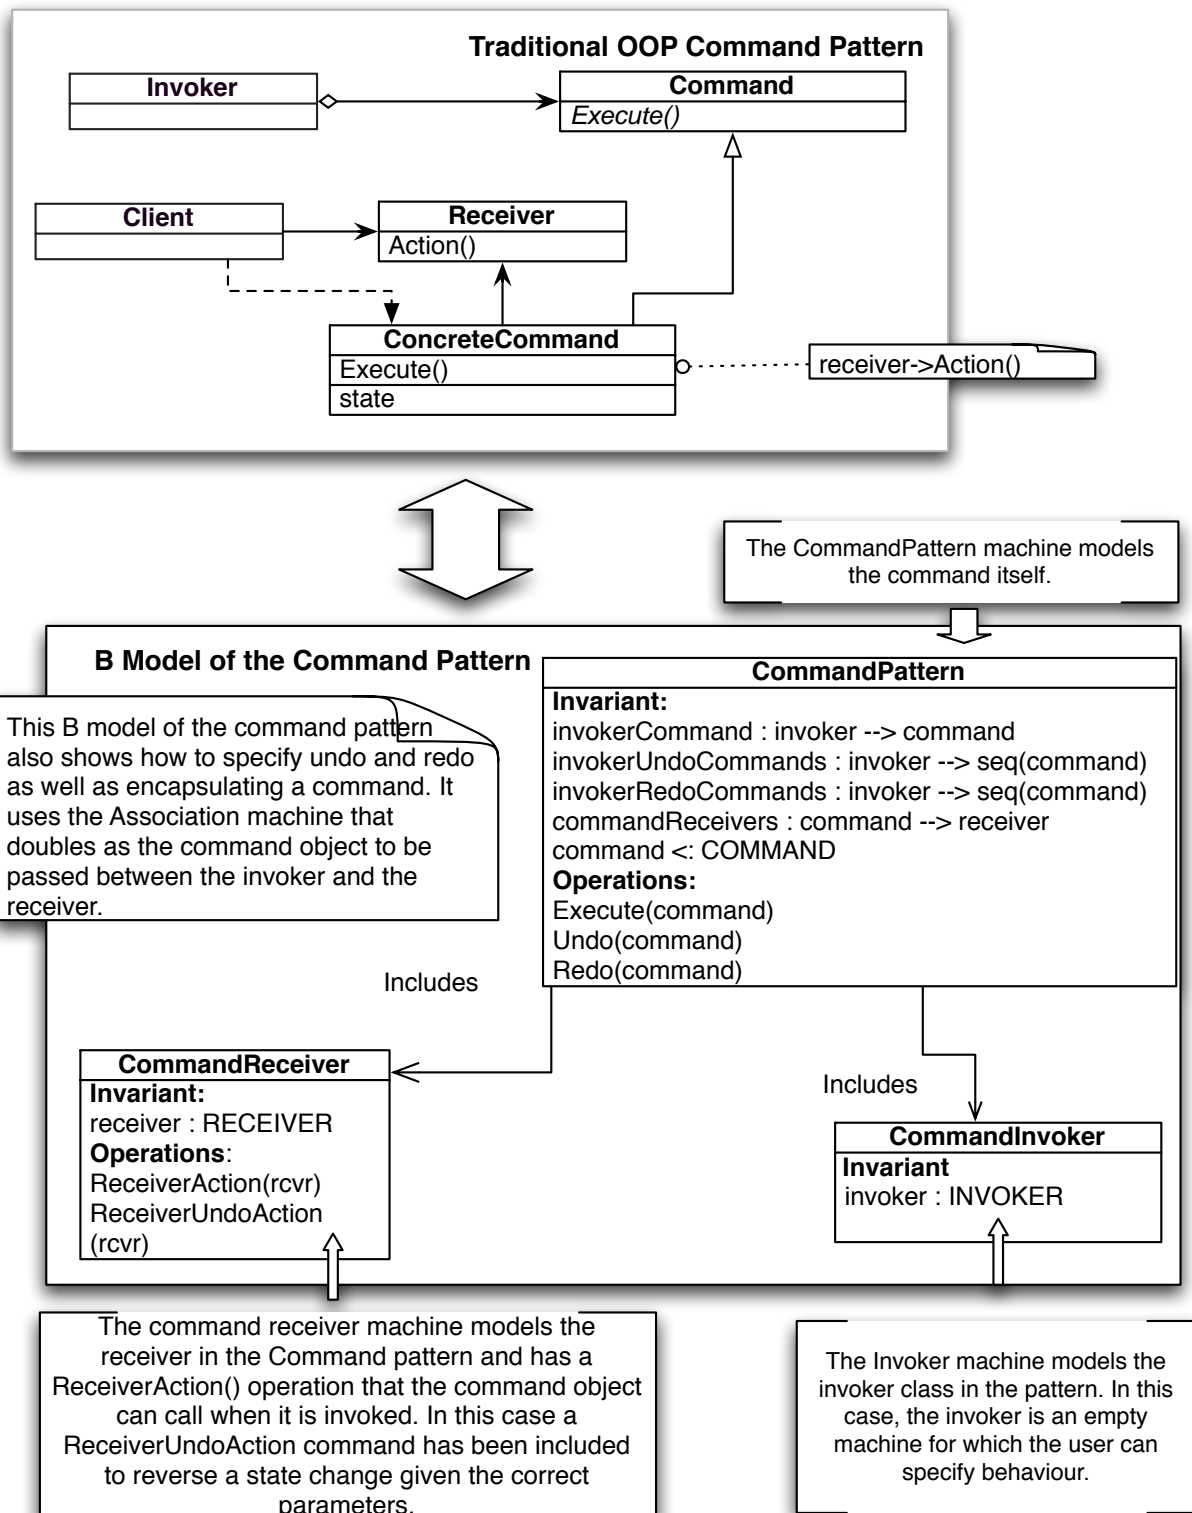 Traditional OOP Command Pattern
Invoker
Command
Execute()
Client
Receiver
Action()
ConcreteCommand
Execute()
state
receiver->Action()
The CommandPattern machine models
the command itself.
B Model of the Command Pattern
This B model of the command pattern
also shows how to specify undo and redo
as well as encapsulating a command. It
uses the Association machine that
doubles as the command object to be
passed between the invoker and the
receiver.
CommandPattern
Invariant:
invokerCommand : invoker --> command
invokerUndoCommands : invoker --> seq(command)
invokerRedoCommands : invoker --> seq(command)
commandReceivers : command --> receiver
command <: COMMAND
Operations:
Execute(command)
Undo(command)
Redo(command)
Includes
CommandReceiver
Invariant:
receiver : RECEIVER
Operations:
ReceiverAction(rcvr)
ReceiverUndoAction
(rcvr)
Includes
CommandInvoker
Invariant
invoker : INVOKER
The command receiver machine models the
receiver in the Command pattern and has a
ReceiverAction() operation that the command object
can call when it is invoked. In this case a
ReceiverUndoAction command has been included
to reverse a state change given the correct
parameters.
The Invoker machine models the
invoker class in the pattern. In this
case, the invoker is an empty
machine for which the user can
specify behaviour.